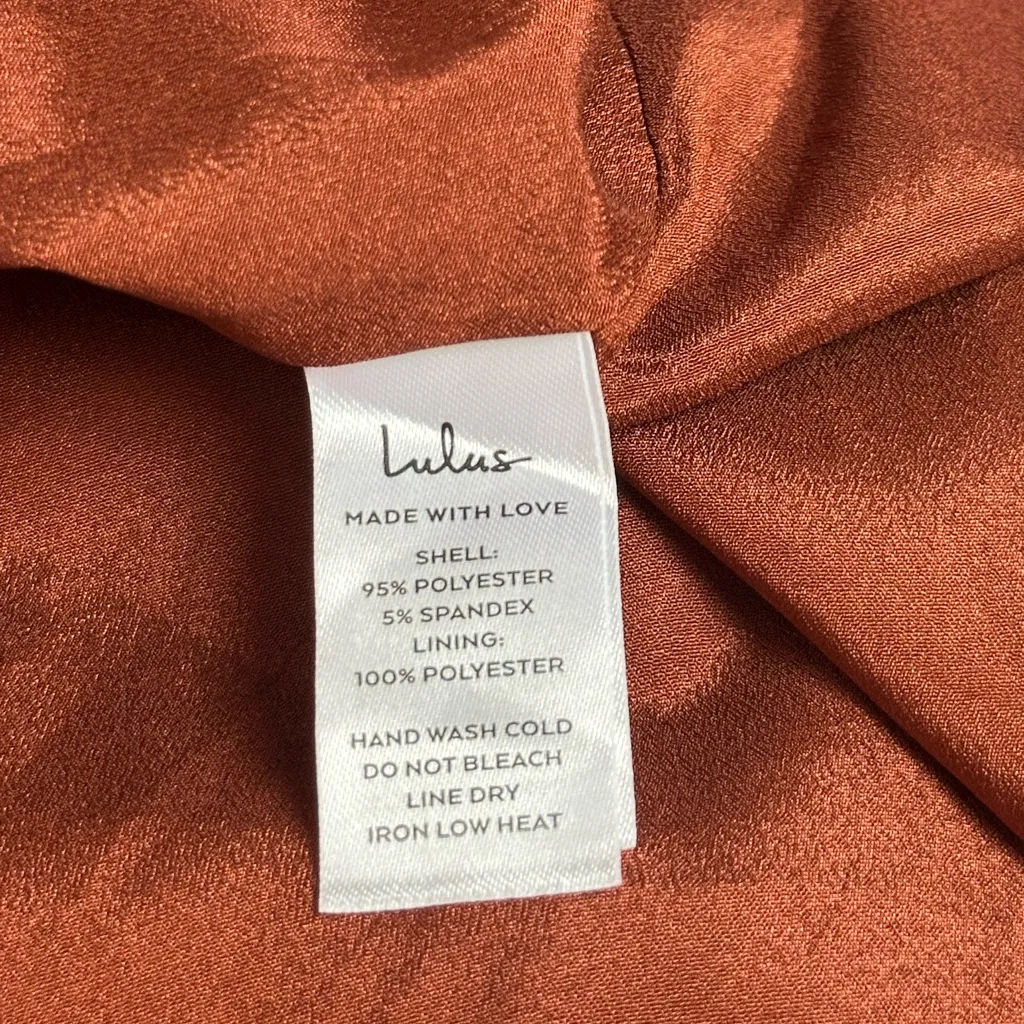 Lulus
MADE WITH LOVE
SHELL:
95% POLYESTER
5% SPANDEX
LINING:
100% POLYESTER
HAND WASH COLD
DO NOT BLEACH
LINE DRY
IRON LOW HEAT